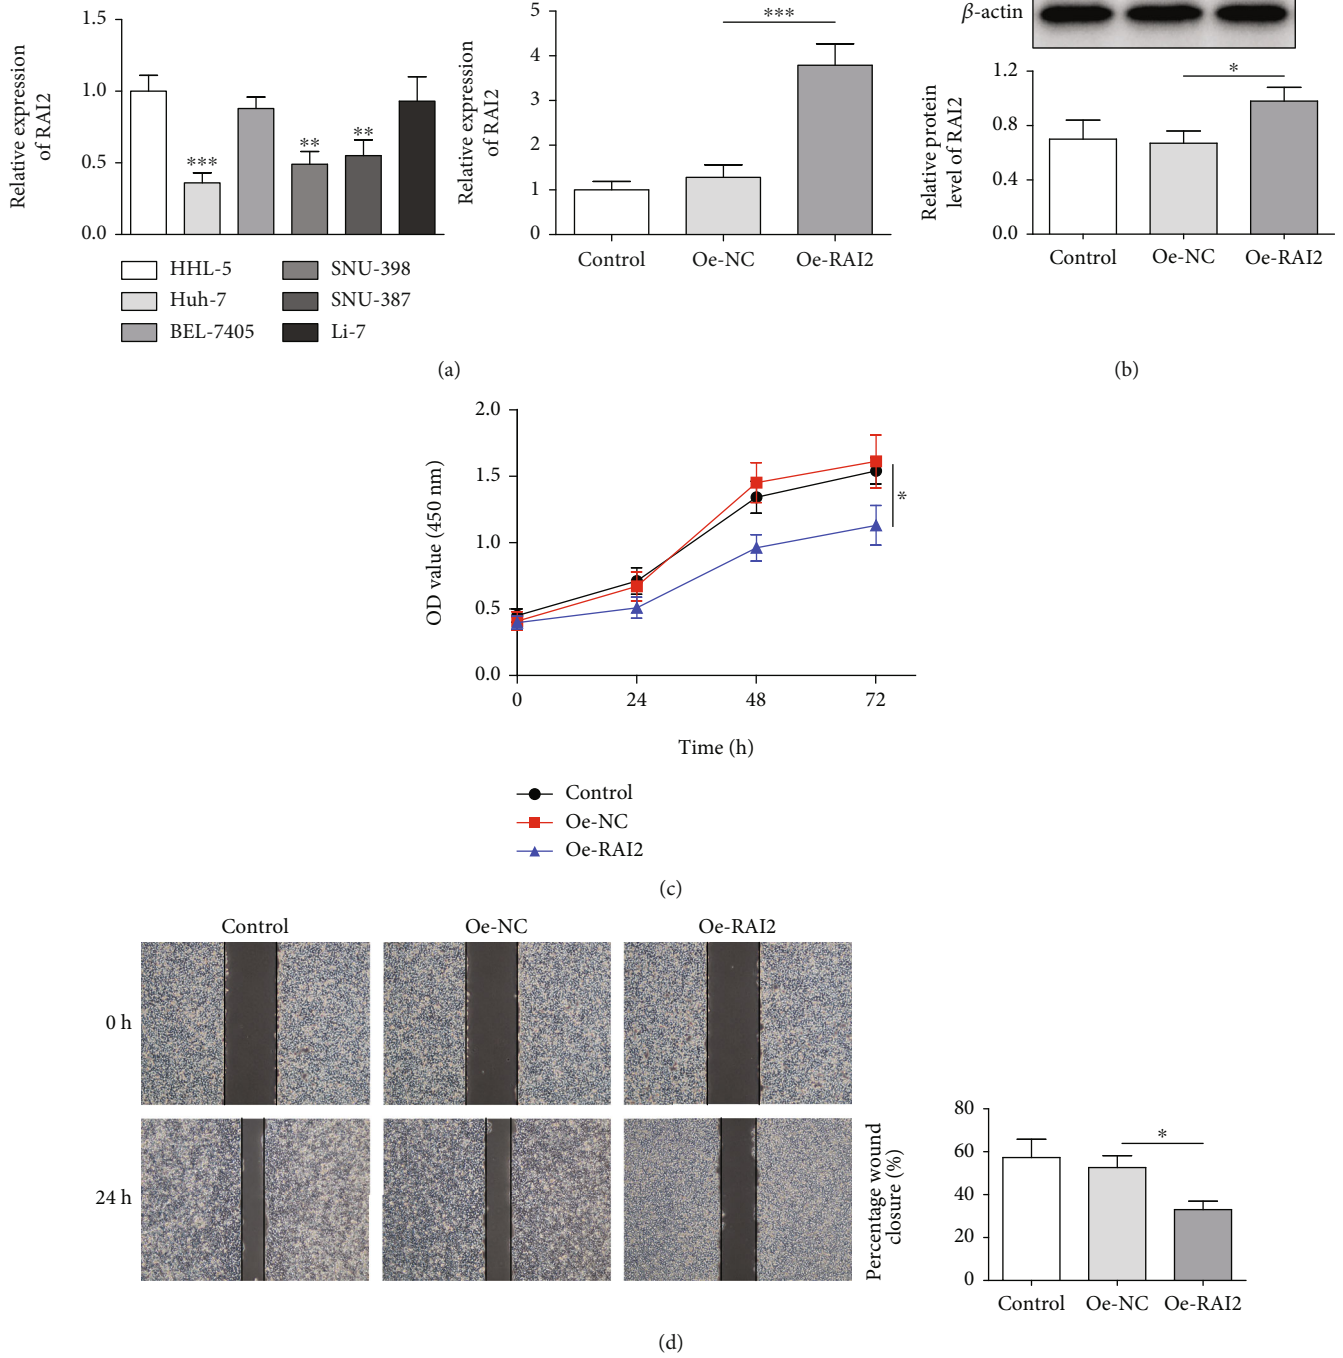 1.5
1.0
0.5
0.0
Relative expression
of RAI2
***
**
**
HHL-5
Huh-7
BEL-7405
SNU-398
SNU-387
Li-7
5
4
3
2
1
0
Relative expression
of RAI2
***
Control
Oe-NC
Oe-RAI2
(a)
β-actin
1.2
0.8
0.4
0.0
Relative protein
level of RAI2
*
Control
Oe-NC
Oe-RAI2
(b)
2.0
1.5
1.0
0.5
0.0
OD value (450 nm)
*
0
24
48
72
Time (h)
Control
Oe-NC
Oe-RAI2
(c)
Control
Oe-NC
Oe-RAI2
0 h
24 h
80
60
40
20
0
Percentage wound
closure (%)
*
Control
Oe-NC
Oe-RAI2
(d)